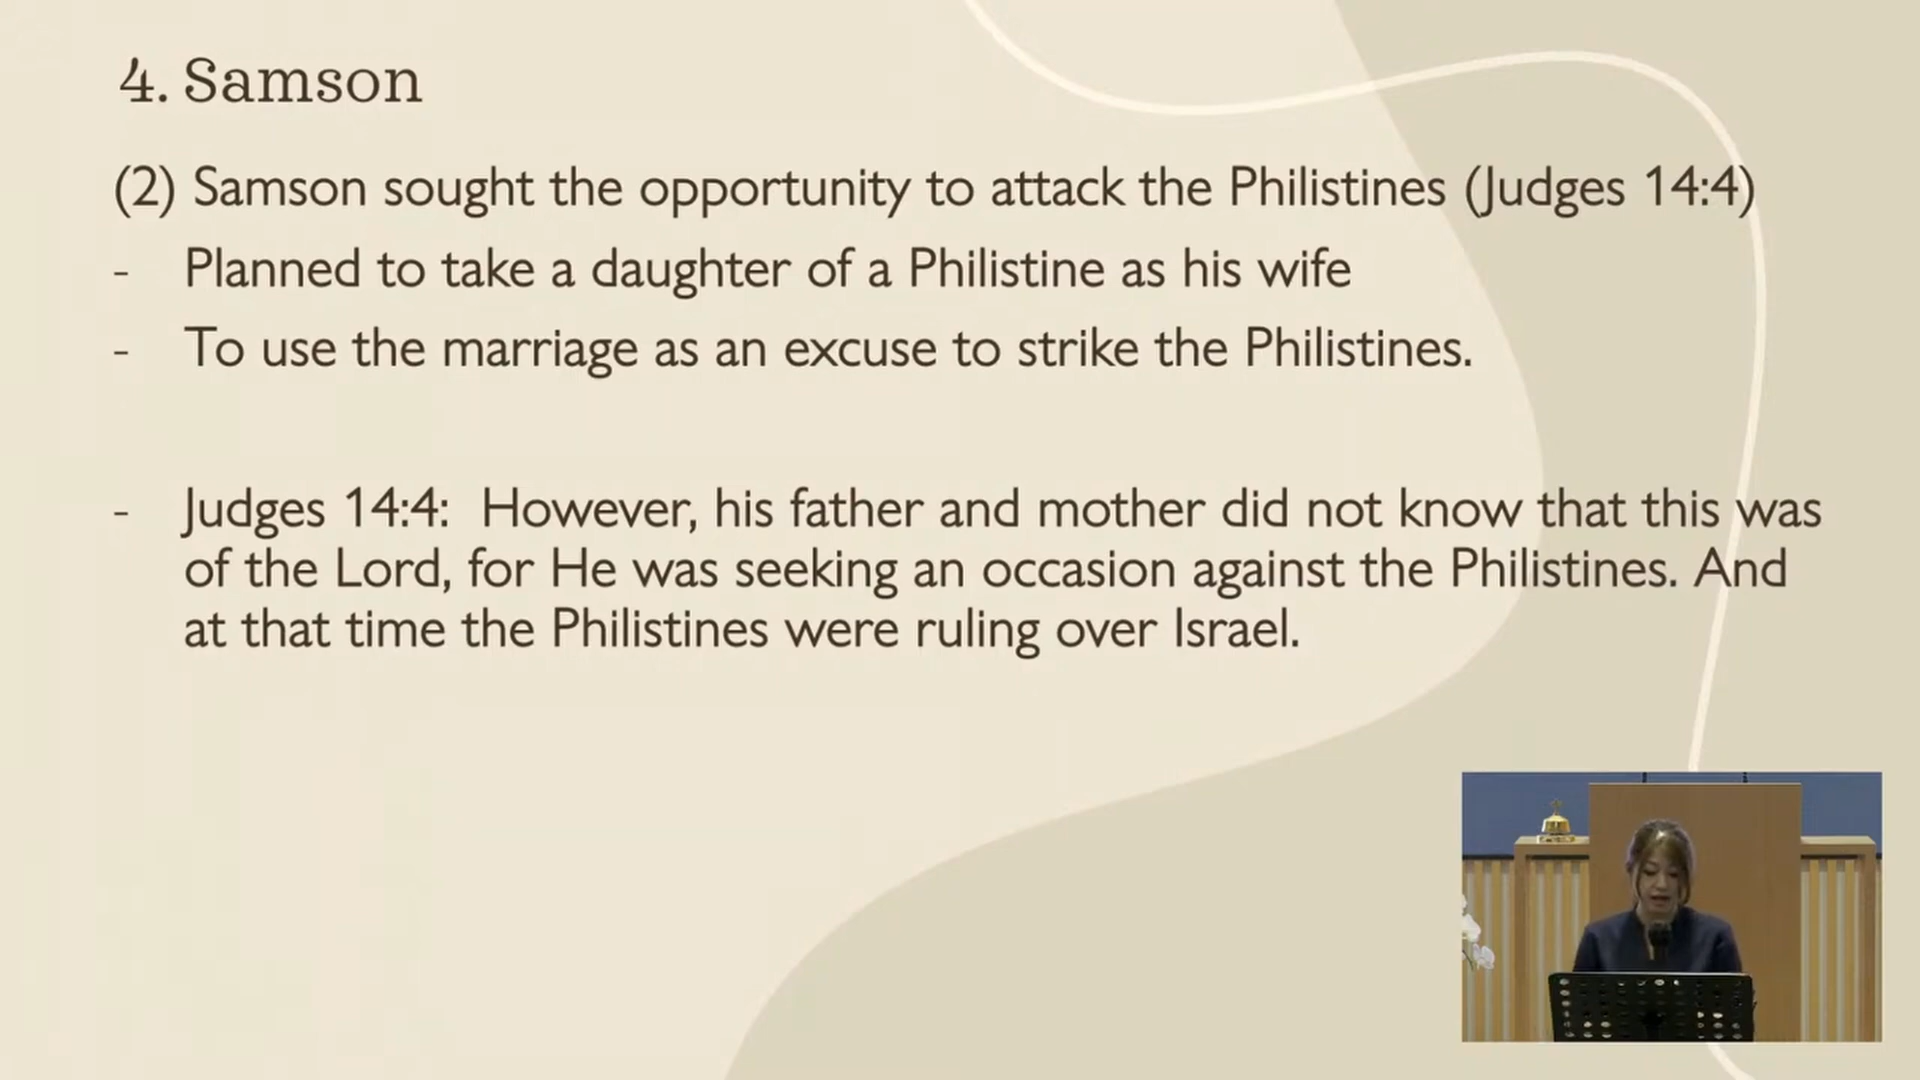 4. Samson
(2) Samson sought the opportunity to attack the Philistines (Judges 14:4)
- Planned to take a daughter of a Philistine as his wife
- To use the marriage as an excuse to strike the Philistines.
- Judges 14:4: However, his father and mother did not know that this was
of the Lord, for He was seeking an occasion against the Philistines. And
at that time the Philistines were ruling over Israel.